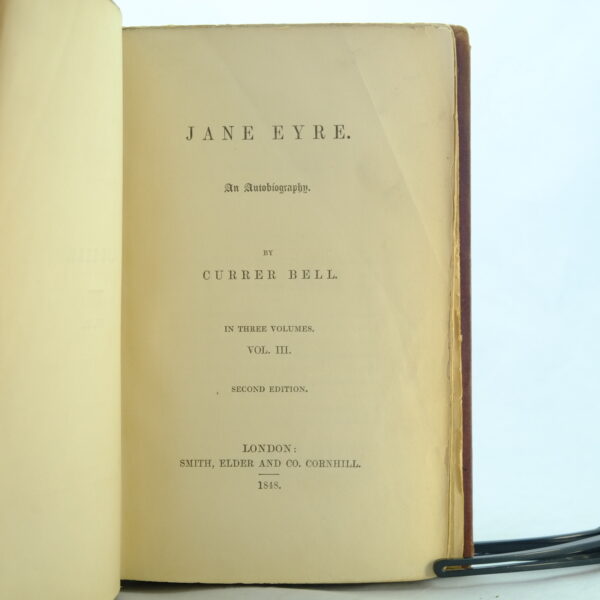 JANE EYRE.
An Autobiography.
BY
CURRER BELL.
IN THREE VOLUMES.
VOL. III.
SECOND EDITION.
LONDON:
SMITH, ELDER AND CO. CORNHILL.
1848.